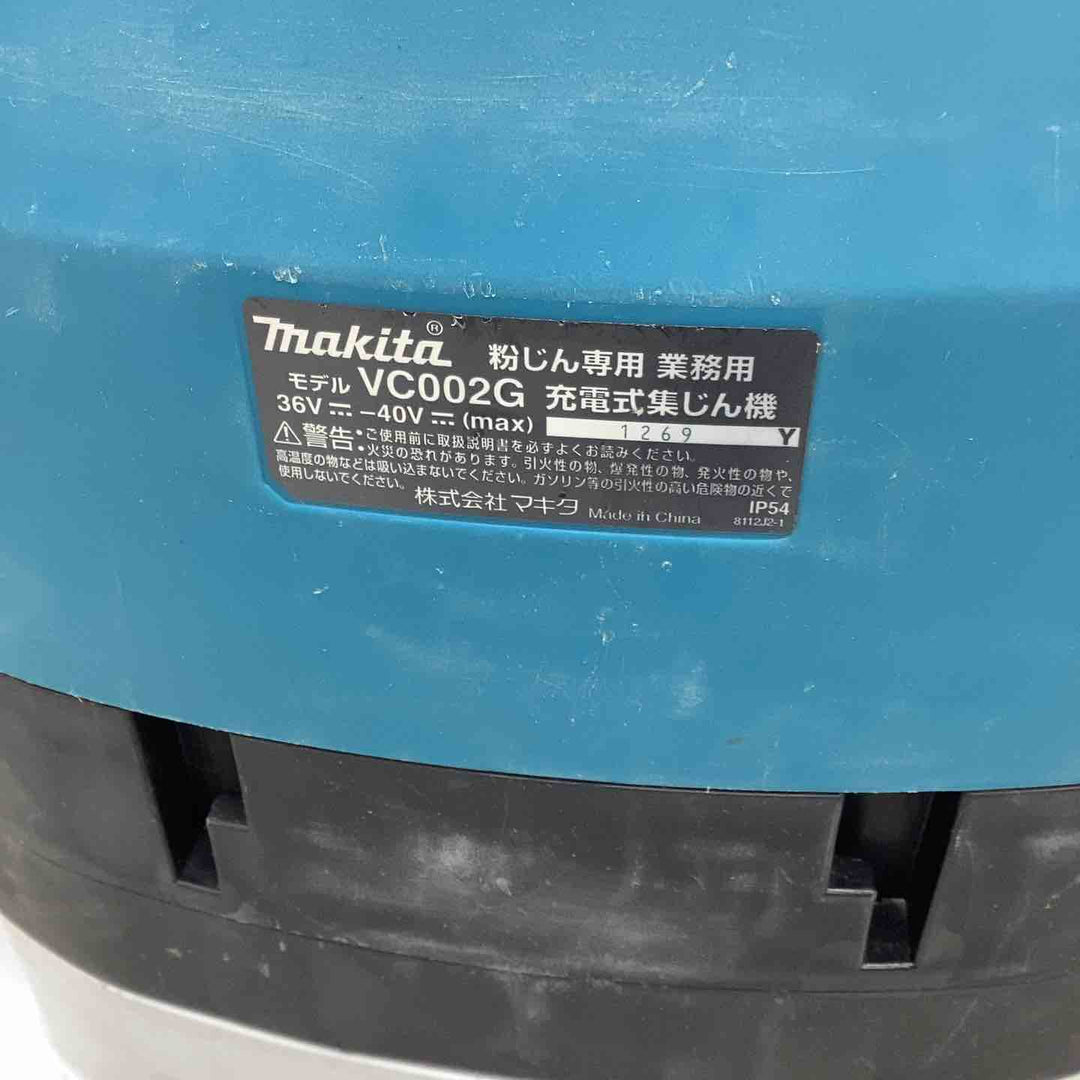 makita® 粉じん専用 業務用
モデル VC002G 充電式集じん機
36V ⎓ -40V ⎓ (max) 1269 Y
⚠警告 •ご使用前に取扱説明書を必ずよくお読みください。
•火災の恐れがあります。引火性の物、爆発性の物、発火性の物や、
高温度の物などは吸い込まないでください。ガソリン等の引火性の高い危険物の近くで
使用しないでください。
株式会社マキタ Made in China IP54
8112J2-1